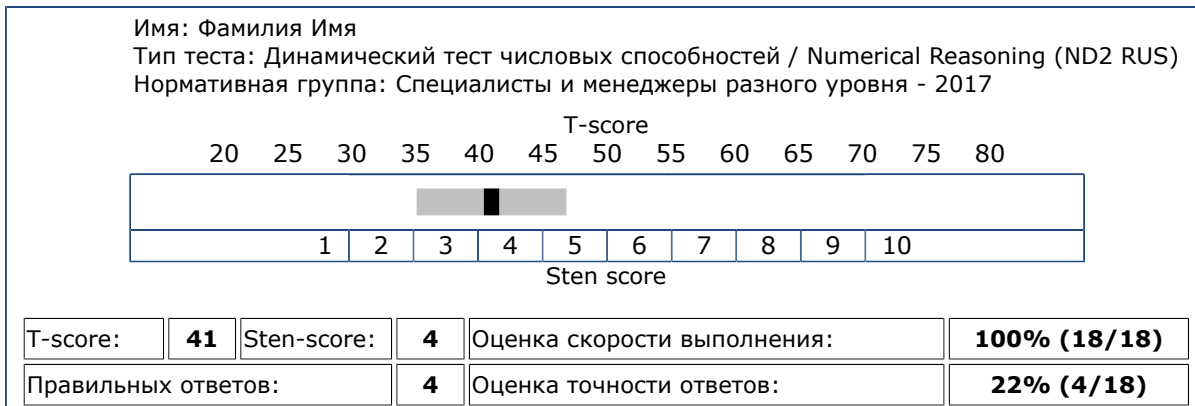 Имя: Фамилия Имя
Тип теста: Динамический тест числовых способностей / Numerical Reasoning (ND2 RUS)
Нормативная группа: Специалисты и менеджеры разного уровня - 2017
T-score
20 25 30 35 40 45 50 55 60 65 70 75 80
1 2 3 4 5 6 7 8 9 10
Sten score
T-score: 41 Sten-score: 4 Оценка скорости выполнения: 100% (18/18)
Правильных ответов: 4 Оценка точности ответов: 22% (4/18)